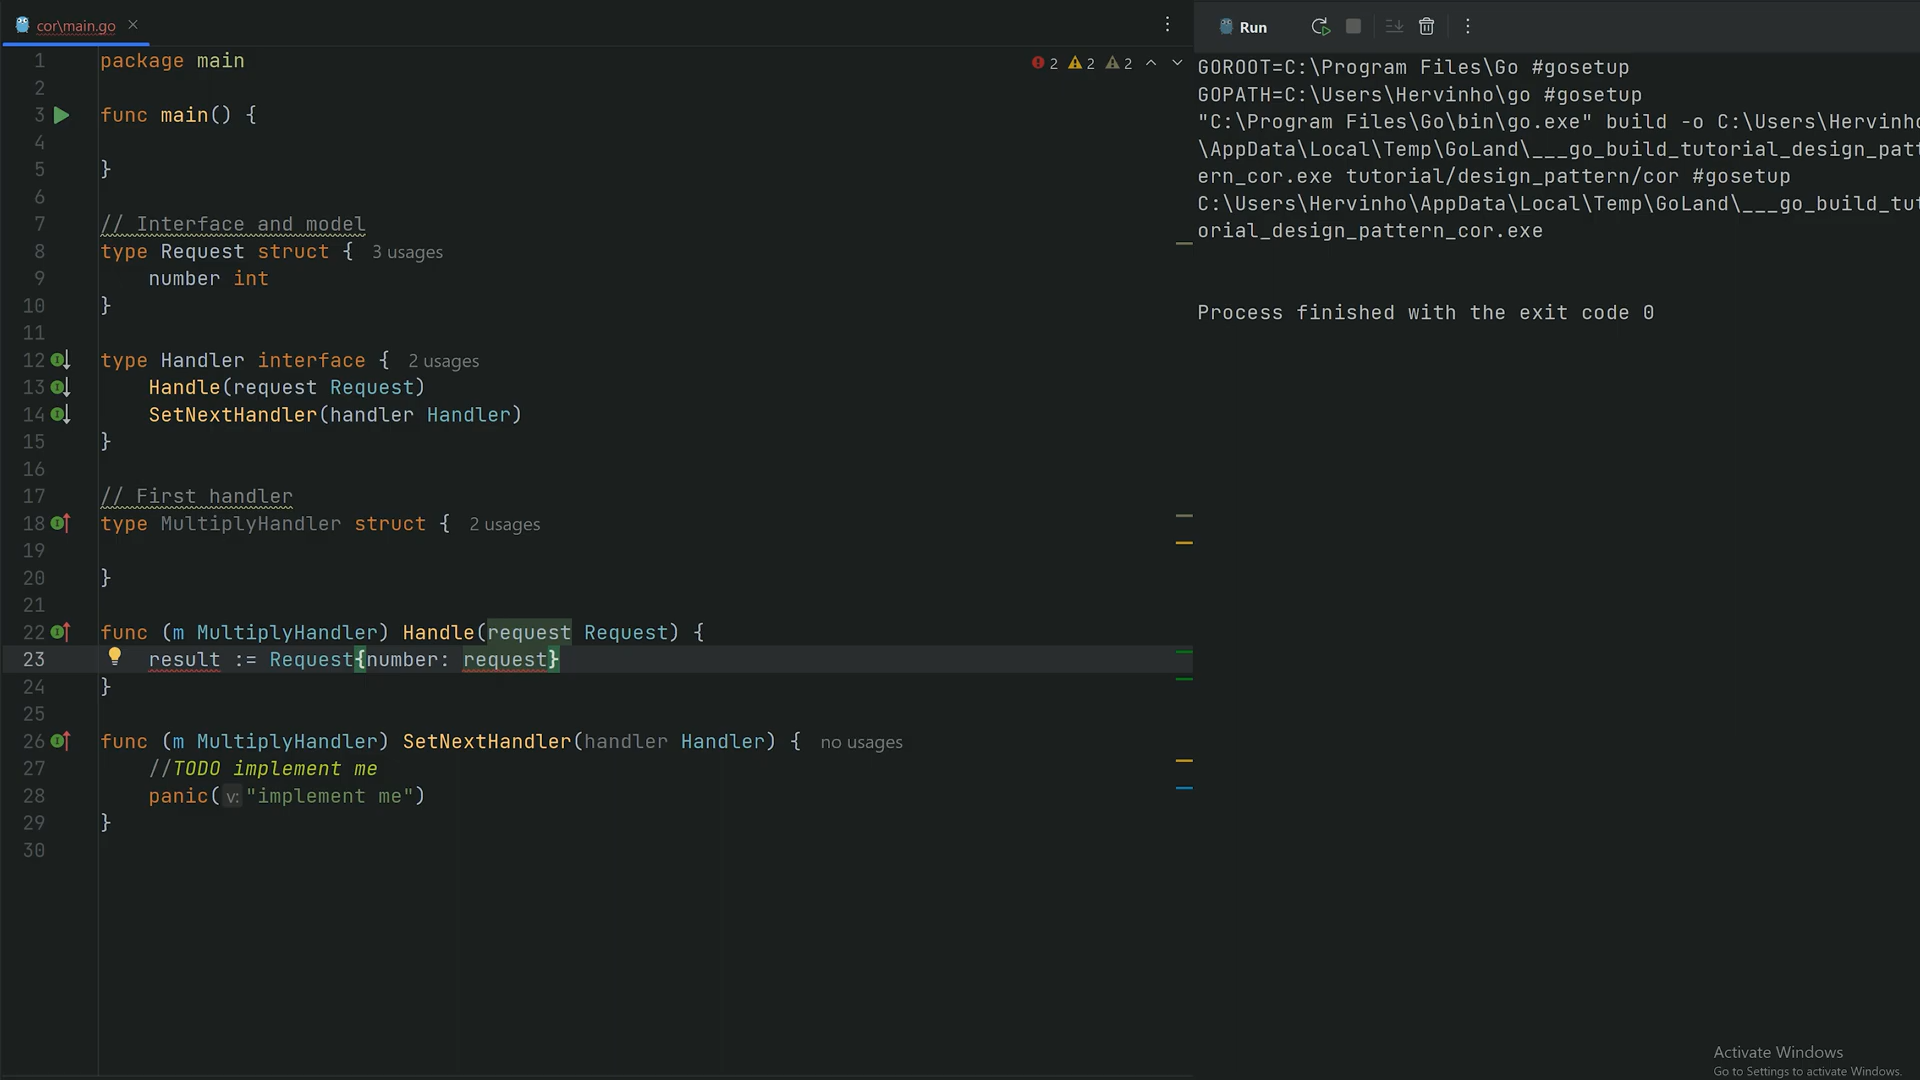 cor\main.go
Run
2 2 2
1 package main
2
3 func main() {
4
5 }
6
7 // Interface and model
8 type Request struct { 3 usages
9 number int
10 }
11
12 type Handler interface { 2 usages
13 Handle(request Request)
14 SetNextHandler(handler Handler)
15 }
16
17 // First handler
18 type MultiplyHandler struct { 2 usages
19
20 }
21
22 func (m MultiplyHandler) Handle(request Request) {
23 result := Request{number: request}
24 }
25
26 func (m MultiplyHandler) SetNextHandler(handler Handler) { no usages
27 //TODO implement me
28 panic( v: "implement me")
29 }
30
GOROOT=C:\Program Files\Go #gosetup
GOPATH=C:\Users\Hervinho\go #gosetup
"C:\Program Files\Go\bin\go.exe" build -o C:\Users\Hervinho
\AppData\Local\Temp\GoLand\___go_build_tutorial_design_patt
ern_cor.exe tutorial/design_pattern/cor #gosetup
C:\Users\Hervinho\AppData\Local\Temp\GoLand\___go_build_tut
orial_design_pattern_cor.exe
Process finished with the exit code 0
Activate Windows
Go to Settings to activate Windows.